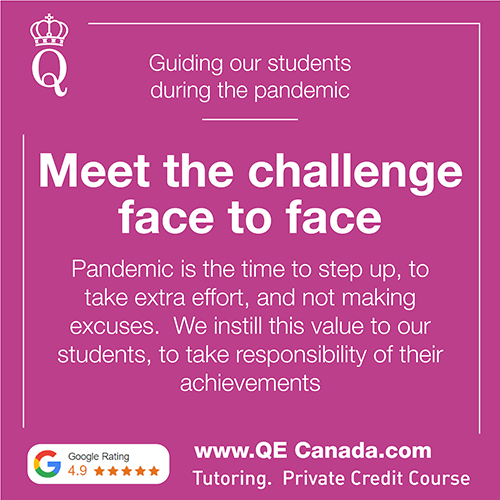 Q
Guiding our students
during the pandemic
Meet the challenge
face to face
Pandemic is the time to step up, to
take extra effort, and not making
excuses.  We instill this value to our
students, to take responsibility of their
achievements
G
Google Rating
4.9
www.QE Canada.com
Tutoring.  Private Credit Course